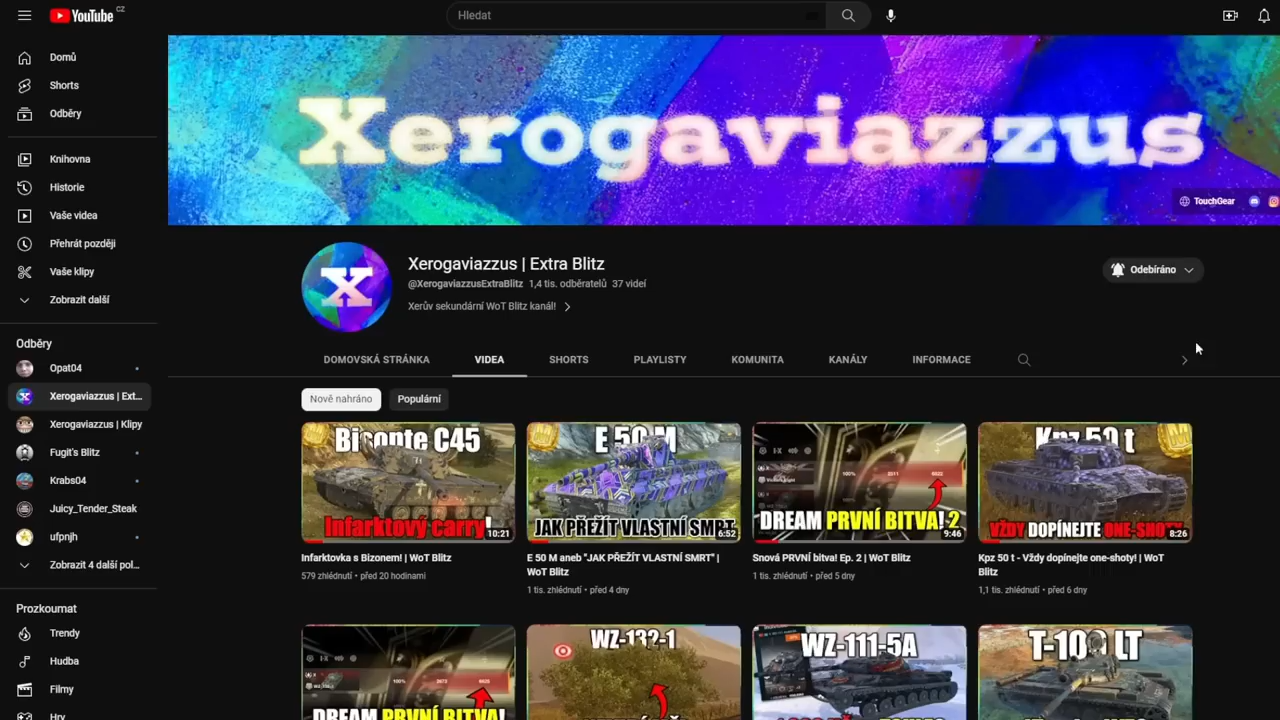 YouTube CZ
Hledat
Domů
Shorts
Odběry
Knihovna
Historie
Vaše videa
Přehrát později
Vaše klipy
Zobrazit další
Odběry
Opat04
Xerogaviazzus | Ext...
Xerogaviazzus | Klipy
Fugit's Blitz
Krabs04
Juicy_Tender_Steak
ufpnjh
Zobrazit 4 další pol...
Prozkoumat
Trendy
Hudba
Filmy
Hry
Xerogaviazzus
TouchGear
X
Xerogaviazzus | Extra Blitz
@XerogaviazzusExtraBlitz 1,4 tis. odběratelů 37 videí
Xerův sekundární WoT Blitz kanál!
Odebíráno
DOMOVSKÁ STRÁNKA VIDEA SHORTS PLAYLISTY KOMUNITA KANÁLY INFORMACE
Nově nahráno Populární
Bisonte C45
Infarktový carry!
10:21
Infarktovka s Bizonem! | WoT Blitz
579 zhlédnutí • před 20 hodinami
E 50 M
JAK PŘEŽÍT VLASTNÍ SMRT
6:52
E 50 M aneb "JAK PŘEŽÍT VLASTNÍ SMRT" |
WoT Blitz
1 tis. zhlédnutí • před 4 dny
100%
DREAM PRVNÍ BITVA! 2
9:46
Snová PRVNÍ bitva! Ep. 2 | WoT Blitz
1 tis. zhlédnutí • před 5 dny
Kpz 50 t
VŽDY DOPÍNEJTE ONE-SHOTY
8:26
Kpz 50 t - Vždy dopínejte one-shoty! | WoT
Blitz
1,1 tis. zhlédnutí • před 6 dny
100%
DREAM PRVNÍ BITVA!
WZ-132-1
WZ-111-5A
T-100 LT